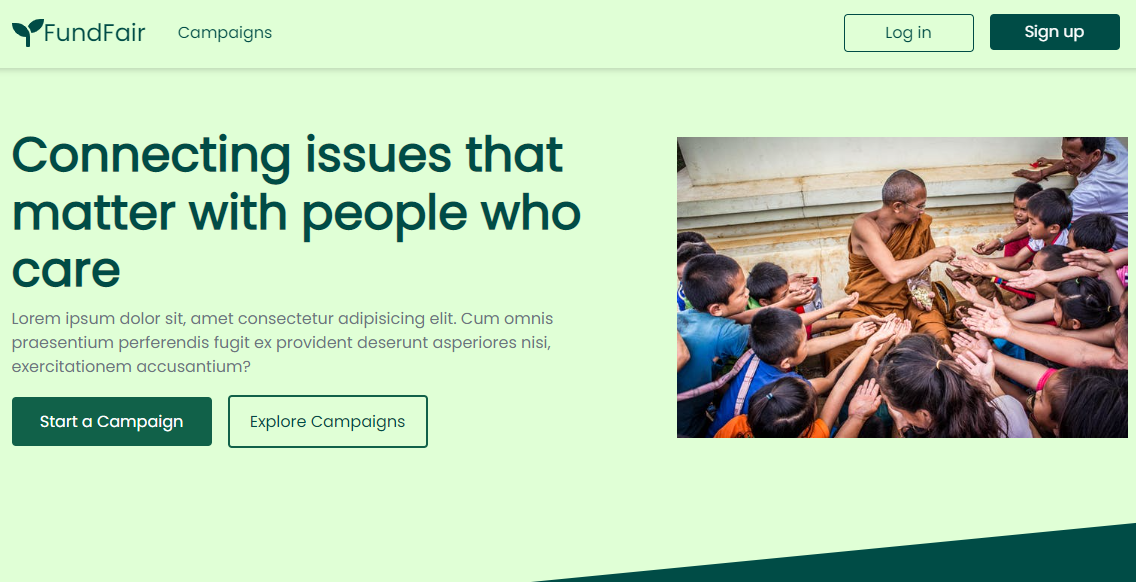 FundFair
Campaigns
Log in
Sign up
Connecting issues that
matter with people who
care
Lorem ipsum dolor sit, amet consectetur adipisicing elit. Cum omnis
praesentium perferendis fugit ex provident deserunt asperiores nisi,
exercitationem accusantium?
Start a Campaign
Explore Campaigns